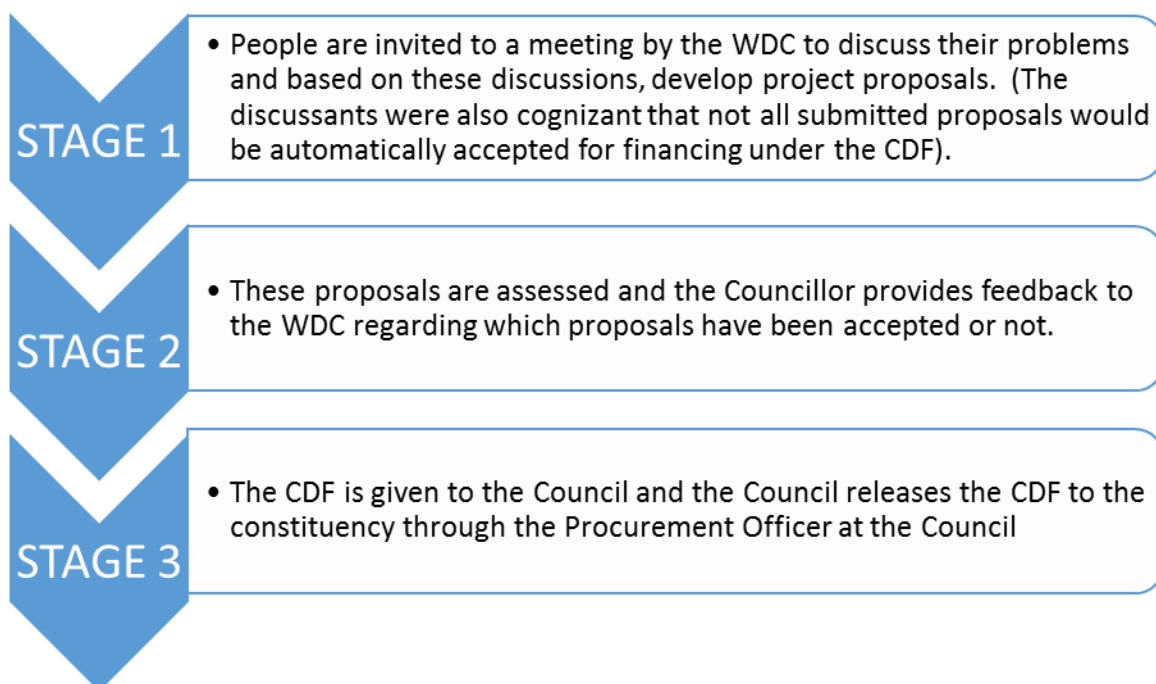 STAGE 1
• People are invited to a meeting by the WDC to discuss their problems
and based on these discussions, develop project proposals. (The
discussants were also cognizant that not all submitted proposals would
be automatically accepted for financing under the CDF).
STAGE 2
• These proposals are assessed and the Councillor provides feedback to
the WDC regarding which proposals have been accepted or not.
STAGE 3
• The CDF is given to the Council and the Council releases the CDF to the
constituency through the Procurement Officer at the Council